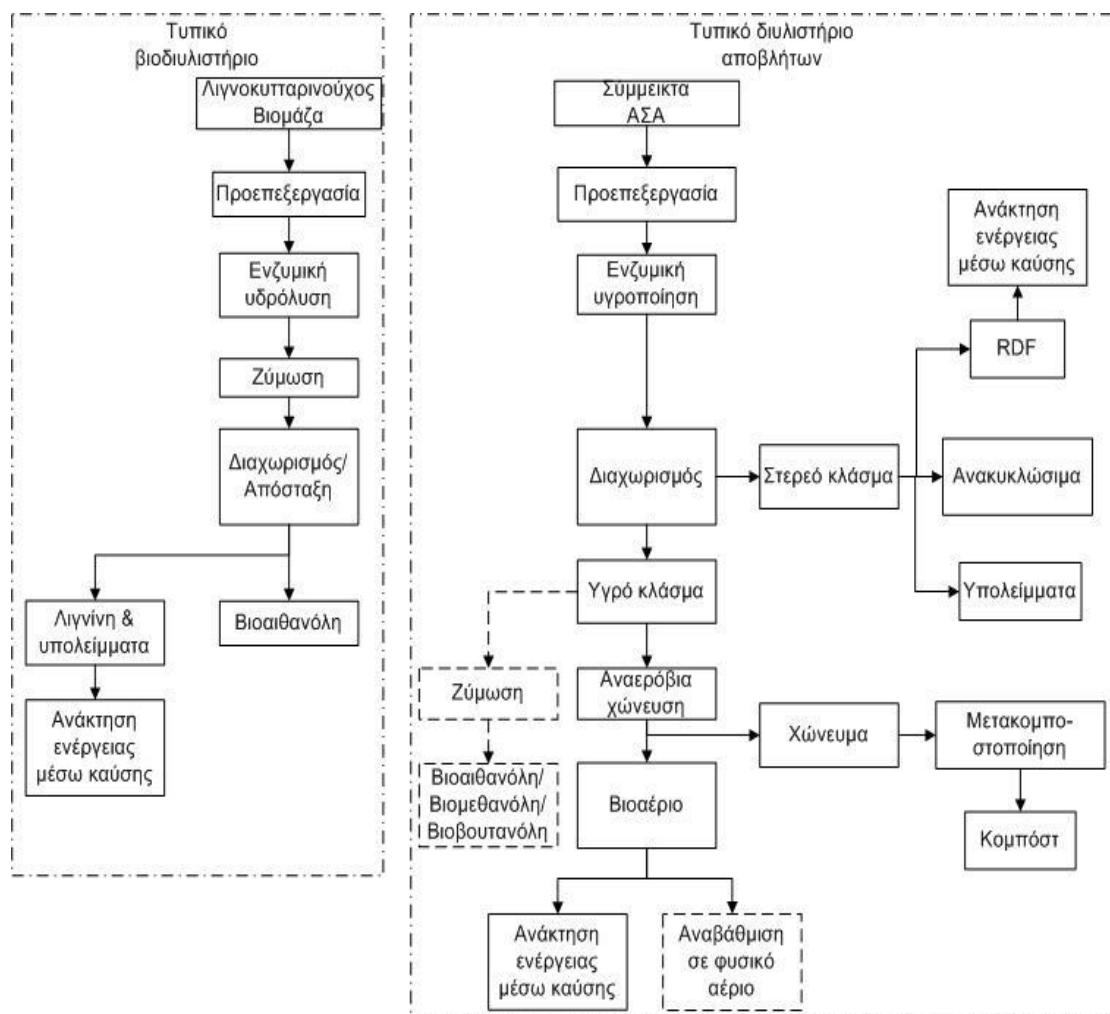 Τυπικό
βιοδιυλιστήριο
Λιγνοκυτταρινούχος
Βιομάζα
Προεπεξεργασία
Ενζυμική
υδρόλυση
Ζύμωση
Διαχωρισμός/
Απόσταξη
Λιγνίνη &
υπολείμματα
Βιοαιθανόλη
Ανάκτηση
ενέργειας
μέσω καύσης
Τυπικό διυλιστήριο
αποβλήτων
Σύμμεικτα
ΑΣΑ
Προεπεξεργασία
Ενζυμική
υγροποίηση
Διαχωρισμός
Στερεό κλάσμα
Ανάκτηση
ενέργειας
μέσω καύσης
RDF
Ανακυκλώσιμα
Υπολείμματα
Υγρό κλάσμα
Ζύμωση
Βιοαιθανόλη/
Βιομεθανόλη/
Βιοβουτανόλη
Αναερόβια
χώνευση
Χώνευμα
Μετακομπο-
στοποίηση
Κομπόστ
Βιοαέριο
Ανάκτηση
ενέργειας
μέσω καύσης
Αναβάθμιση
σε φυσικό
αέριο